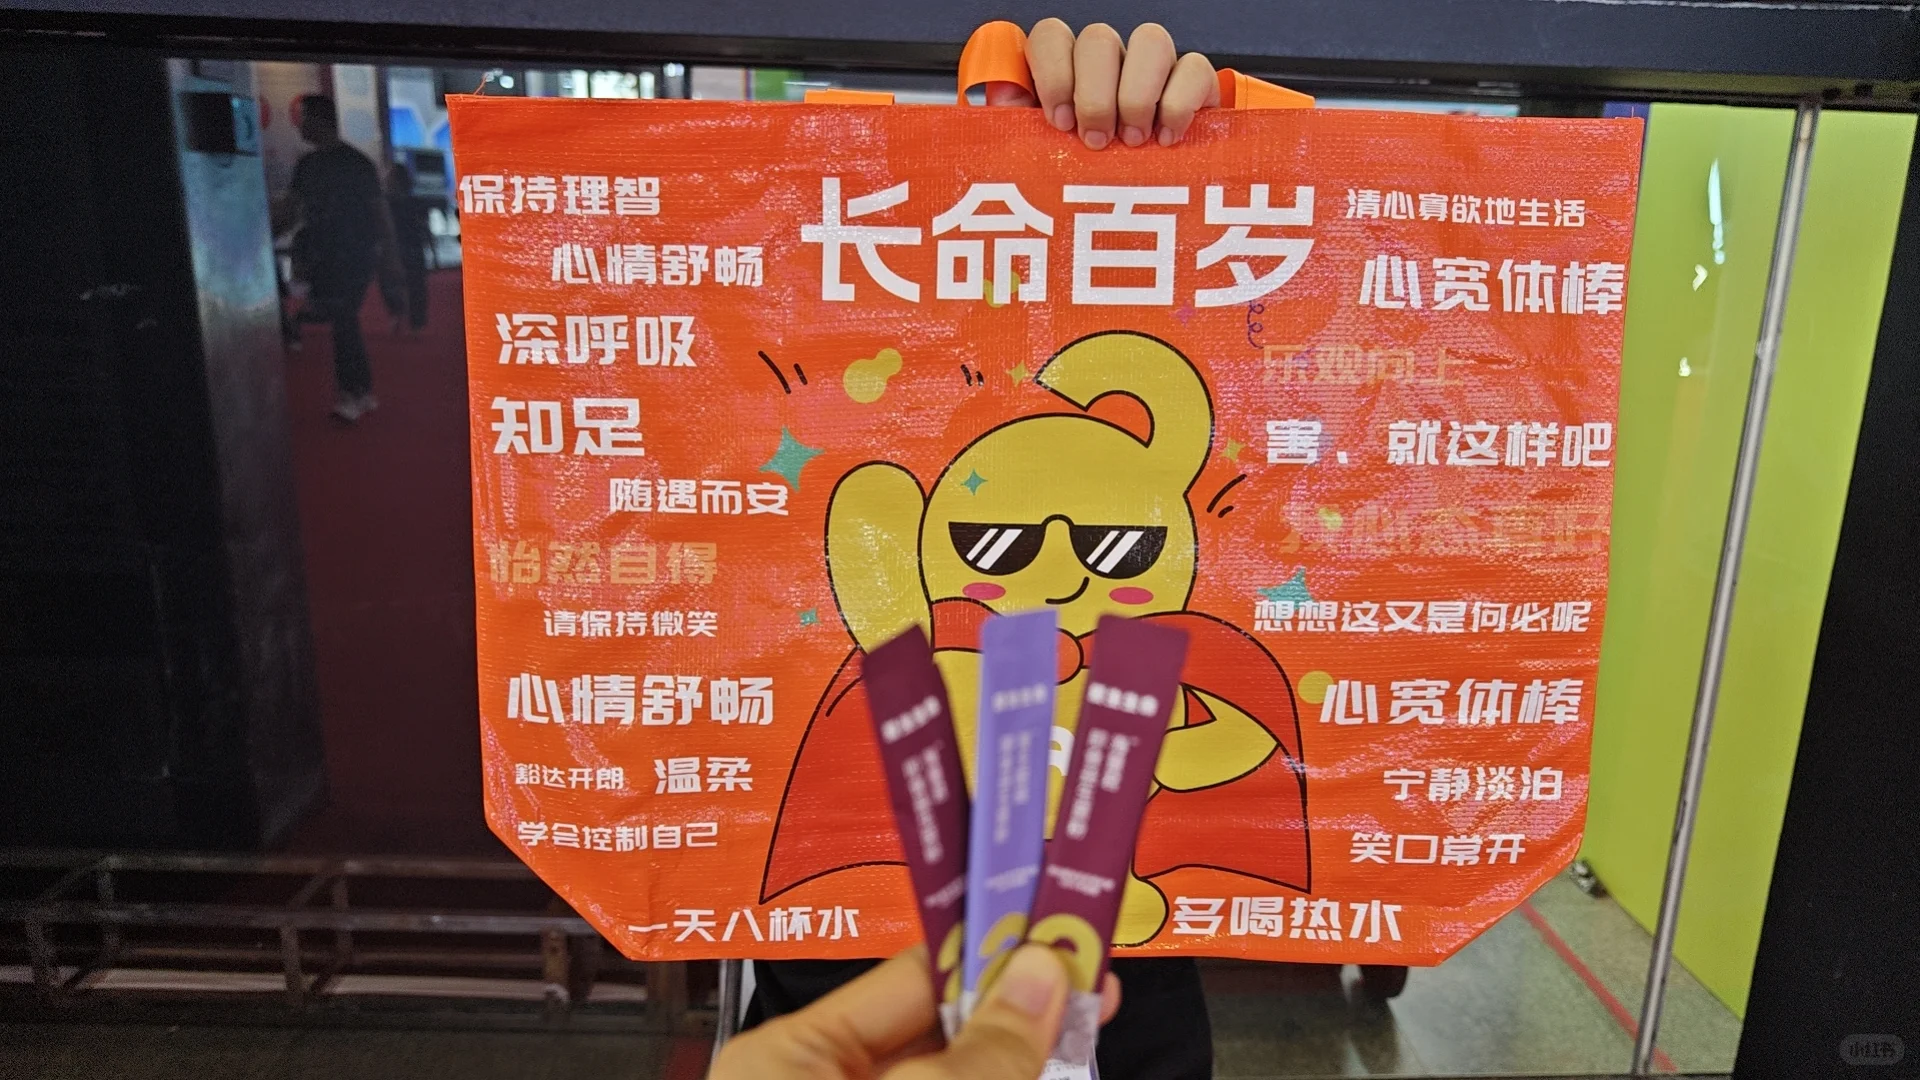 长命百岁
保持理智
心情舒畅
深呼吸
知足
随遇而安
怡然自得
请保持微笑
心情舒畅
豁达开朗 温柔
学会控制自己
一天八杯水
清心寡欲地生活
心宽体棒
乐观向上
害，就这样吧
想想这又是何必呢
心宽体棒
宁静淡泊
笑口常开
多喝热水
小红书